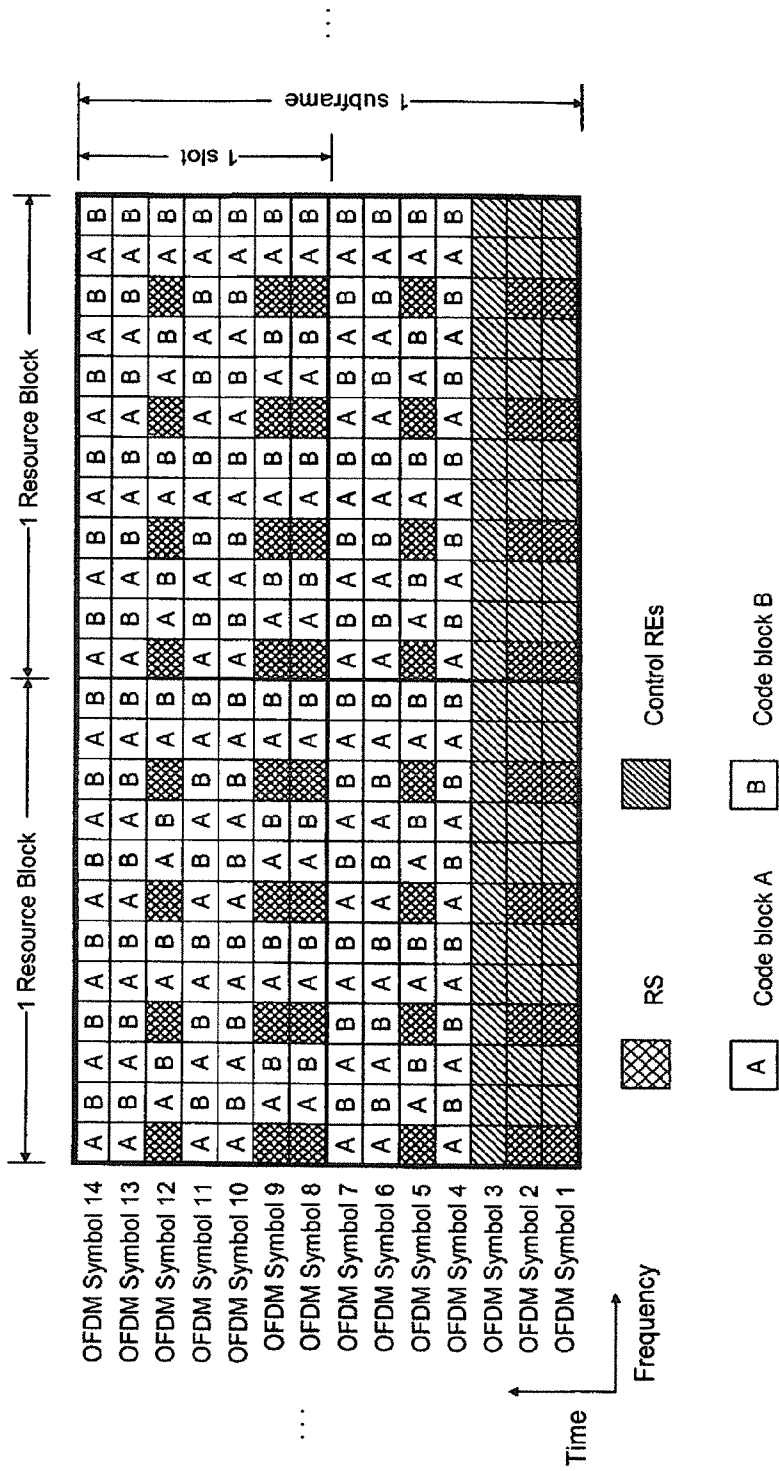 1 Resource Block 1 Resource Block
OFDM Symbol 14 A B A B A B A B A B A B A B A B A B A B A B A B
OFDM Symbol 13 A B A B A B A B A B A B A B A B A B A B A B A B
OFDM Symbol 12 A B A B A B A B A B A B A B A B
OFDM Symbol 11 A B A B A B A B A B A B A B A B A B A B A B A B
OFDM Symbol 10 A B A B A B A B A B A B A B A B A B A B A B A B
OFDM Symbol 9 A B A B A B A B A B A B A B A B
OFDM Symbol 8 A B A B A B A B A B A B A B A B
OFDM Symbol 7 A B A B A B A B A B A B A B A B A B A B A B A B
OFDM Symbol 6 A B A B A B A B A B A B A B A B A B A B A B A B
OFDM Symbol 5 A B A B A B A B A B A B A B A B
OFDM Symbol 4 A B A B A B A B A B A B A B A B A B A B A B A B
OFDM Symbol 3
OFDM Symbol 2
OFDM Symbol 1
1 slot
1 subframe
...
...
Time
Frequency
RS
Control REs
A Code block A
B Code block B